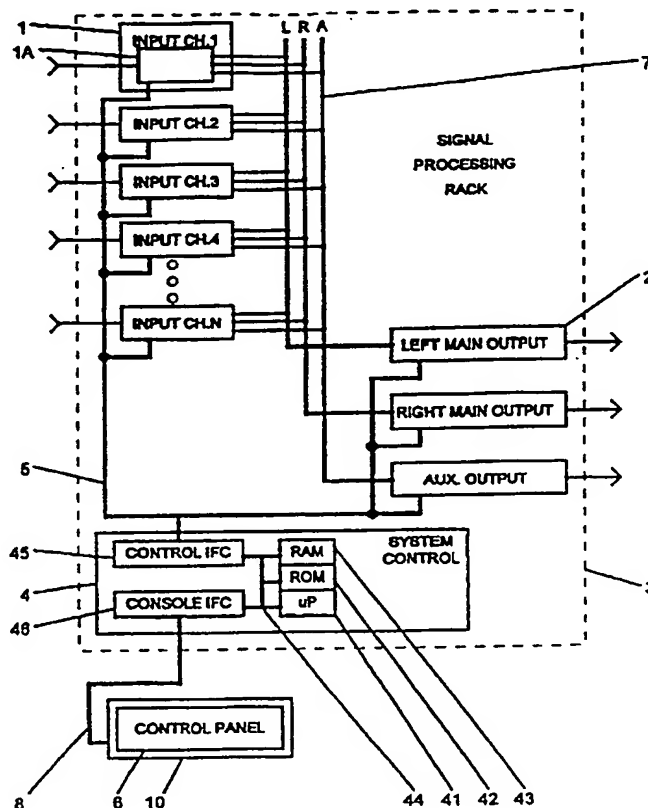 1
INPUT CH.1
L R A
1A
7
INPUT CH.2
SIGNAL
PROCESSING
RACK
INPUT CH.3
INPUT CH.4
2
INPUT CH.N
LEFT MAIN OUTPUT
RIGHT MAIN OUTPUT
5
AUX. OUTPUT
SYSTEM
CONTROL
45
CONTROL IFC
RAM
4
ROM
3
46
CONSOLE IFC
uP
CONTROL PANEL
8
6
10
44
41
42
43